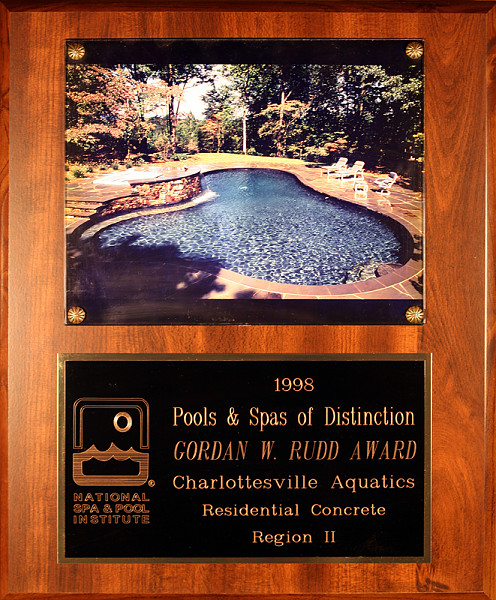 1998
Pools & Spas of Distinction
GORDAN W. RUDD AWARD
Charlottesville Aquatics
Residential Concrete
Region II
NATIONAL
SPA & POOL
INSTITUTE
®